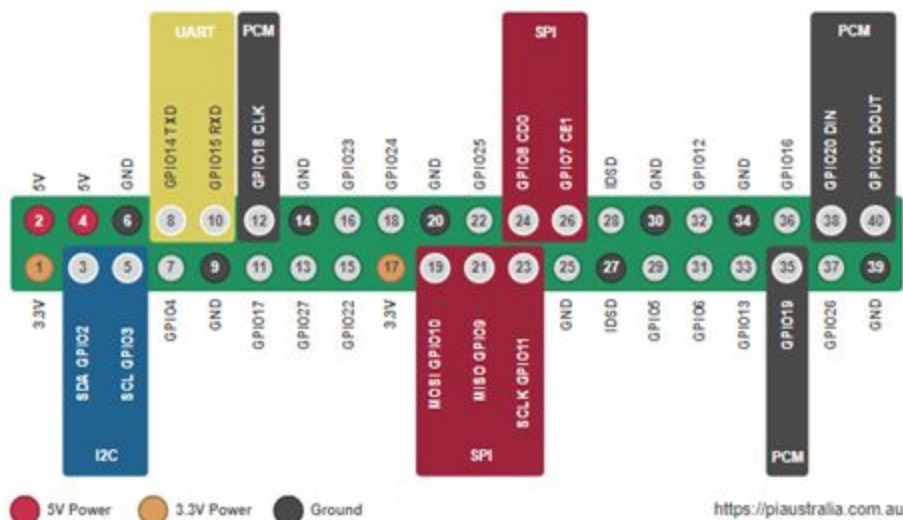 UART PCM SPI PCM
5V 5V GND GPIO14 TXD GPIO15 RXD GPIO18 CLK GND GPIO23 GPIO24 GND GPIO25 GPIO8 CD0 GPIO7 CE1 IDSD GND GPIO12 GND GPIO16 GPIO20 DIN GPIO21 DOUT
2 4 6 8 10 12 14 16 18 20 22 24 26 28 30 32 34 36 38 40
1 3 5 7 9 11 13 15 17 19 21 23 25 27 29 31 33 35 37 39
3.3V SDA GPIO2 SCL GPIO3 GPIO4 GND GPIO17 GPIO27 GPIO22 3.3V MOSI GPIO10 MISO GPIO9 SCLK GPIO11 GND IDSD GPIO5 GPIO6 GPIO13 GPIO19 GPIO26 GND
I2C SPI PCM
5V Power 3.3V Power Ground https://piaustralia.com.au